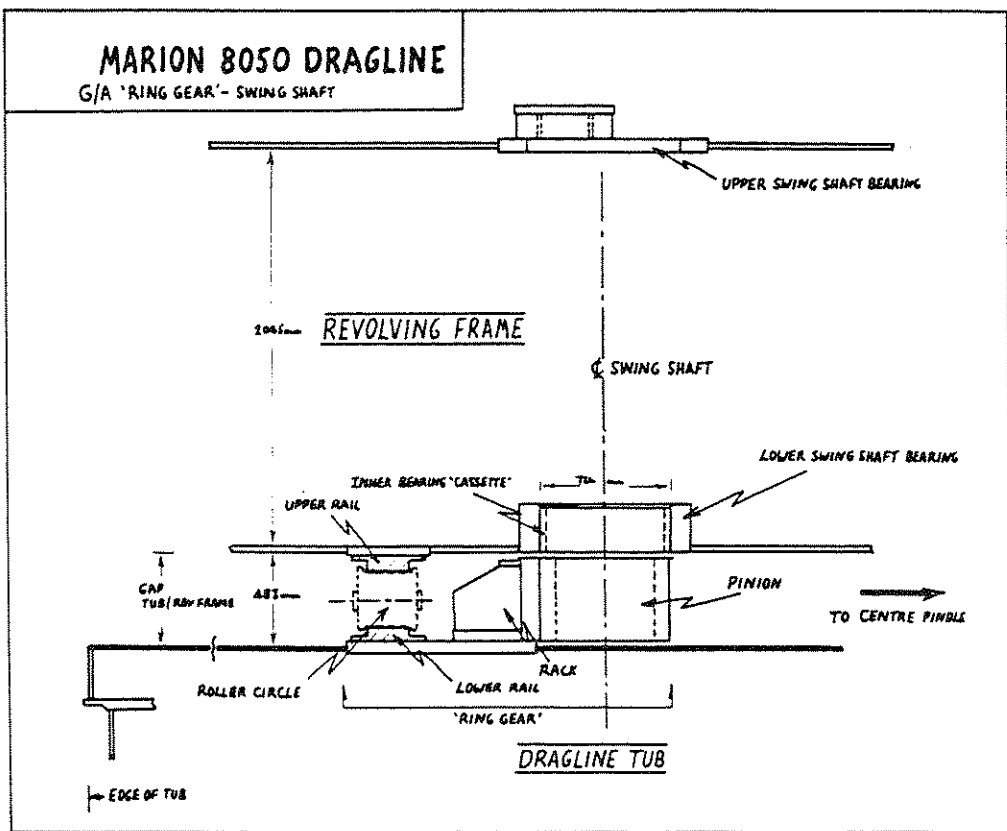 MARION 8050 DRAGLINE
G/A 'RING GEAR' - SWING SHAFT
UPPER SWING SHAFT BEARING
REVOLVING FRAME
℄ SWING SHAFT
LOWER SWING SHAFT BEARING
INNER BEARING 'CASSETTE'
UPPER RAIL
GAP
TUB/REV FRAME
PINION
TO CENTRE PINDLE
RACK
ROLLER CIRCLE
LOWER RAIL
'RING GEAR'
DRAGLINE TUB
EDGE OF TUB